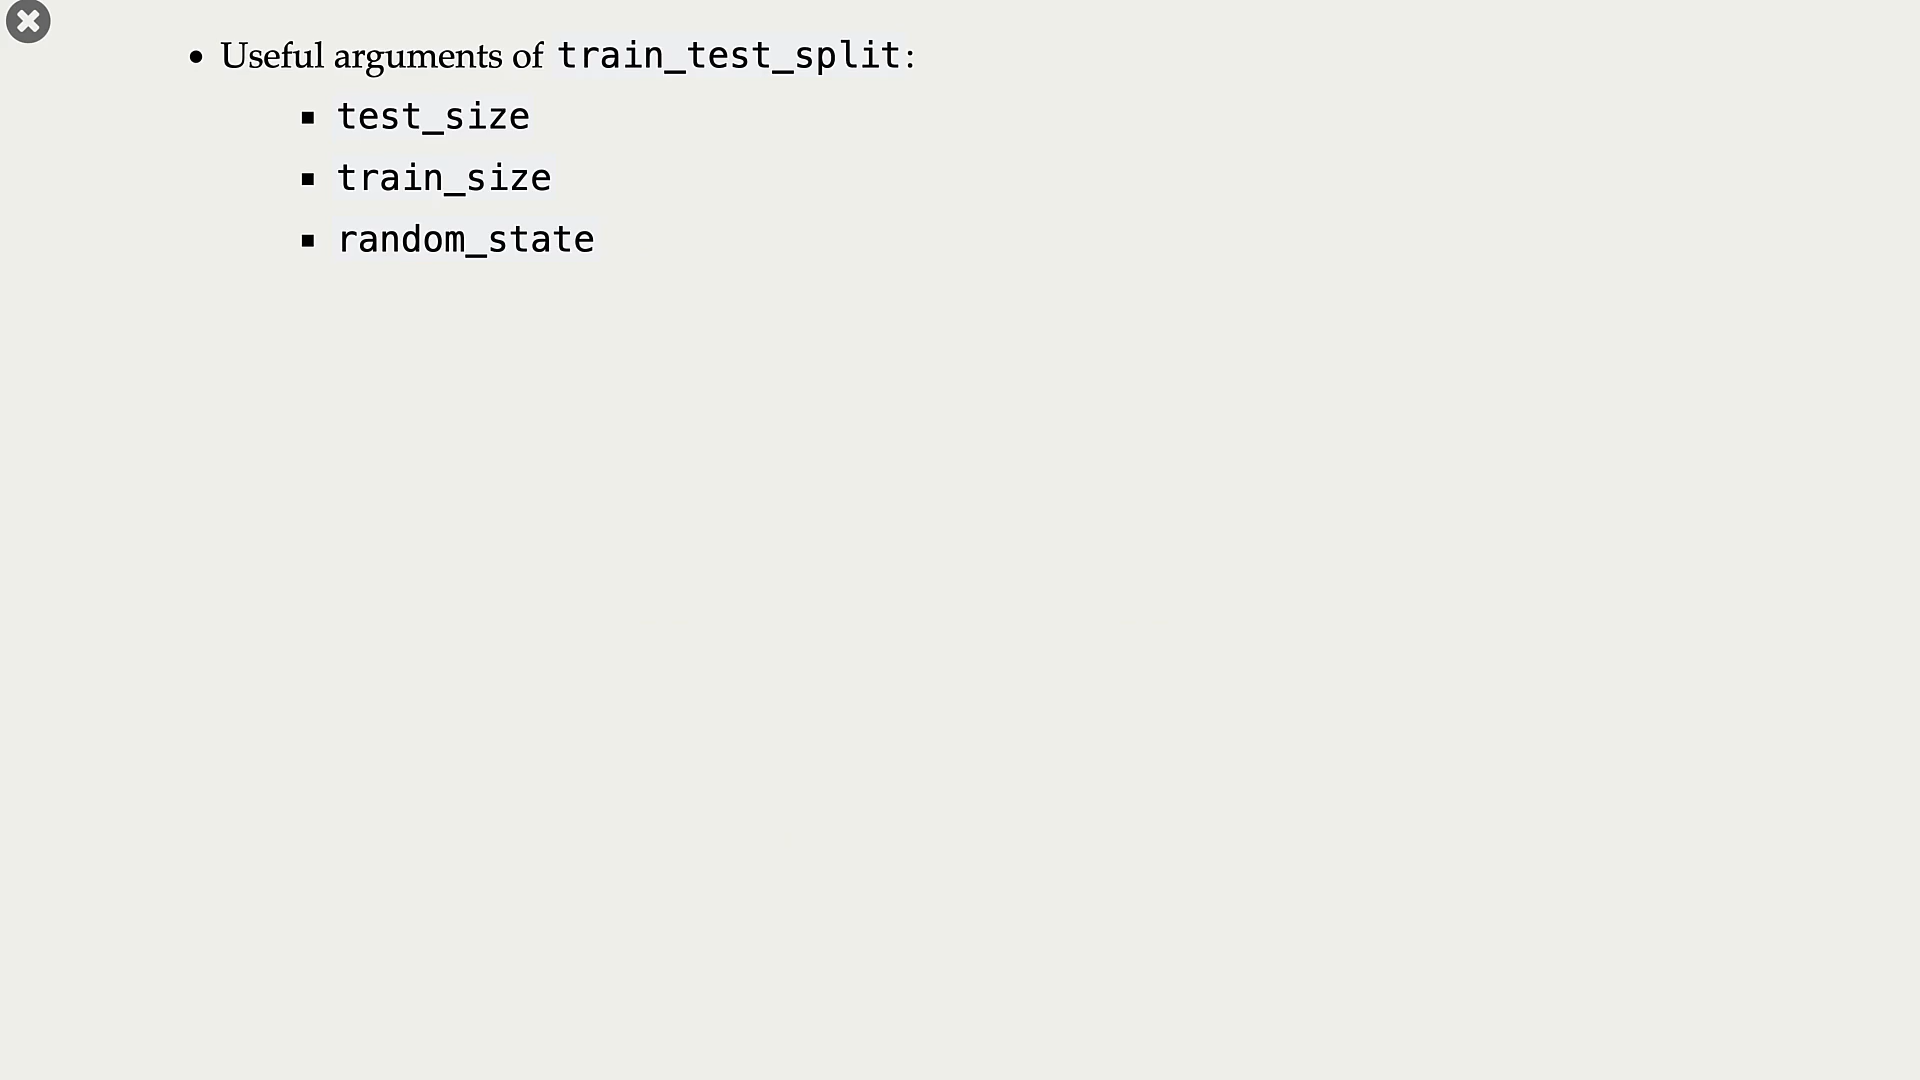 • Useful arguments of train_test_split:
▪ test_size
▪ train_size
▪ random_state